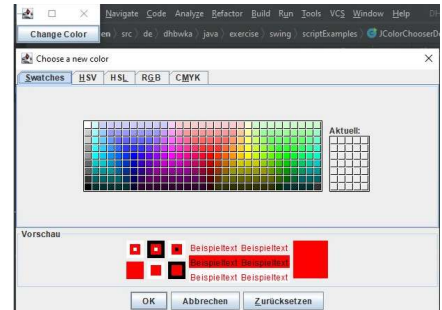 Navigate Code Analyze Refactor Build Run Tools VCS Window Help
Change Color
en src de dhbwka java exercise swing scriptExamples JColorChooserDe
Choose a new color
Swatches HSV HSL RGB CMYK
Aktuell:
Vorschau
Beispieltext Beispieltext
Beispieltext Beispieltext
Beispieltext Beispieltext
OK Abbrechen Zurücksetzen